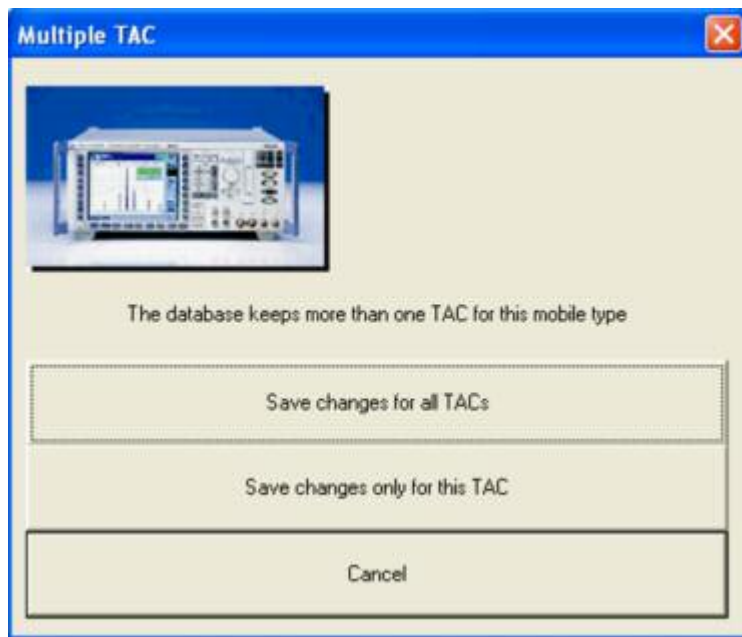 Multiple TAC
The database keeps more than one TAC for this mobile type
Save changes for all TACs
Save changes only for this TAC
Cancel